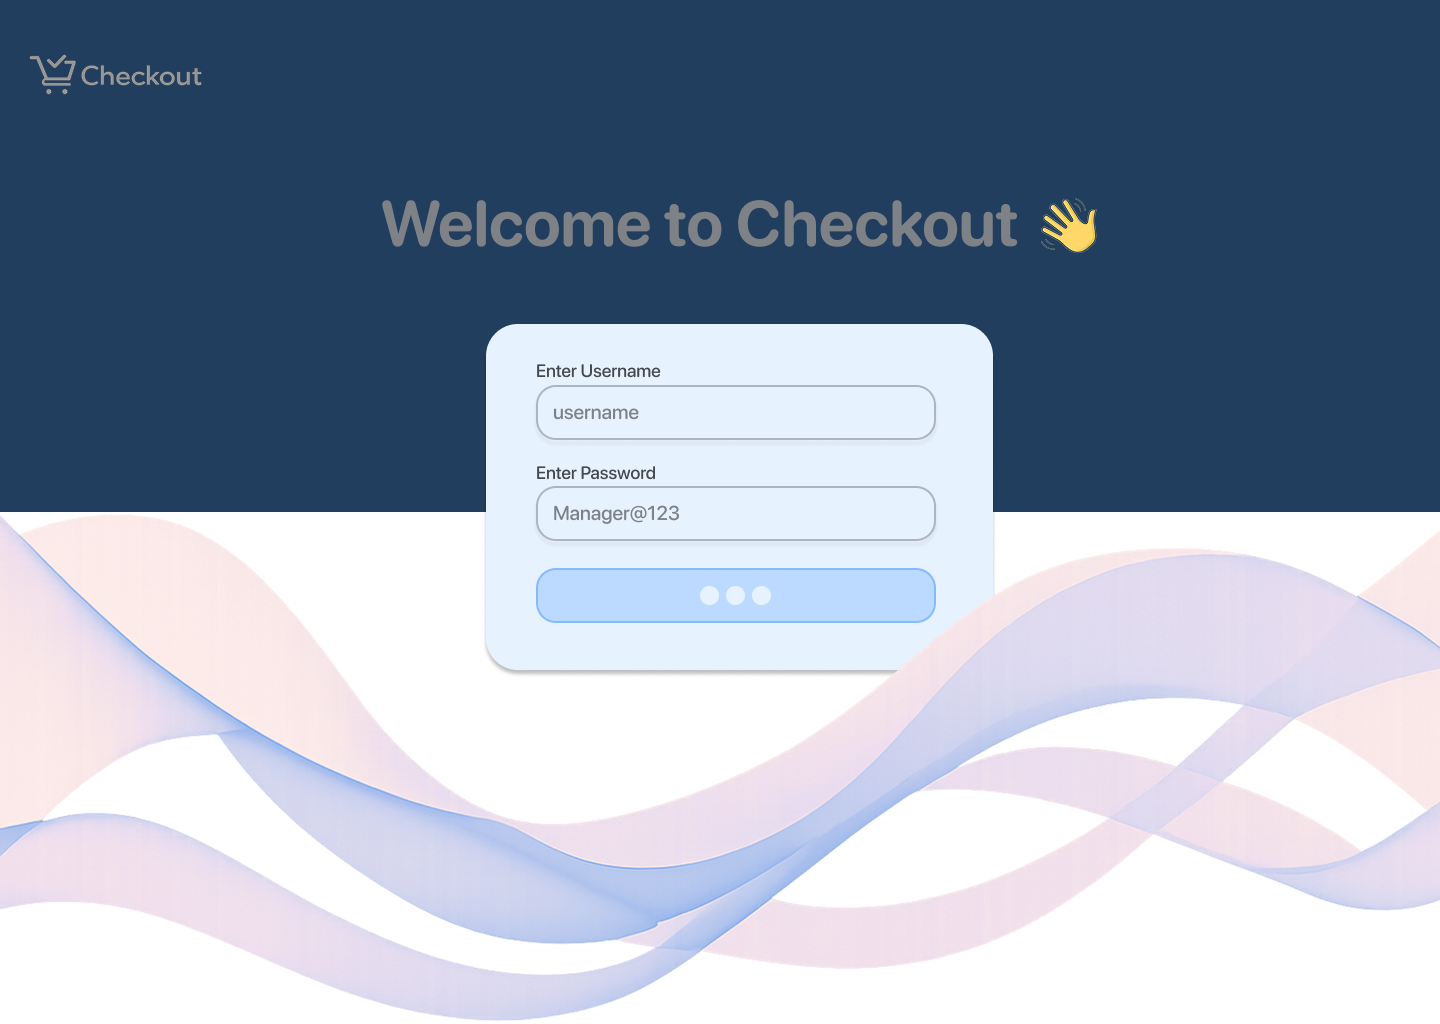 Checkout
Welcome to Checkout 👋
Enter Username
username
Enter Password
Manager@123